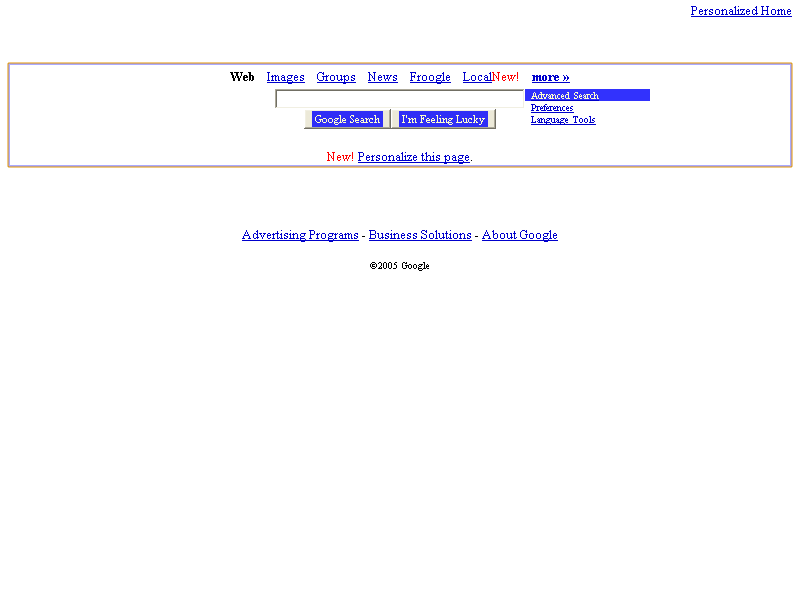 Personalized Home
Web Images Groups News Froogle LocalNew! more »
Advanced Search
Preferences
Google Search I'm Feeling Lucky Language Tools
New! Personalize this page.
Advertising Programs - Business Solutions - About Google
©2005 Google